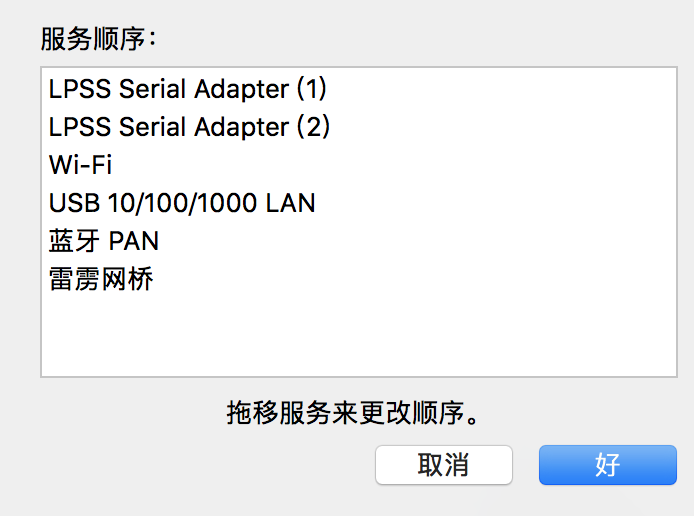 服务顺序:
LPSS Serial Adapter (1)
LPSS Serial Adapter (2)
Wi-Fi
USB 10/100/1000 LAN
蓝牙 PAN
雷雳网桥
拖移服务来更改顺序。
取消
好